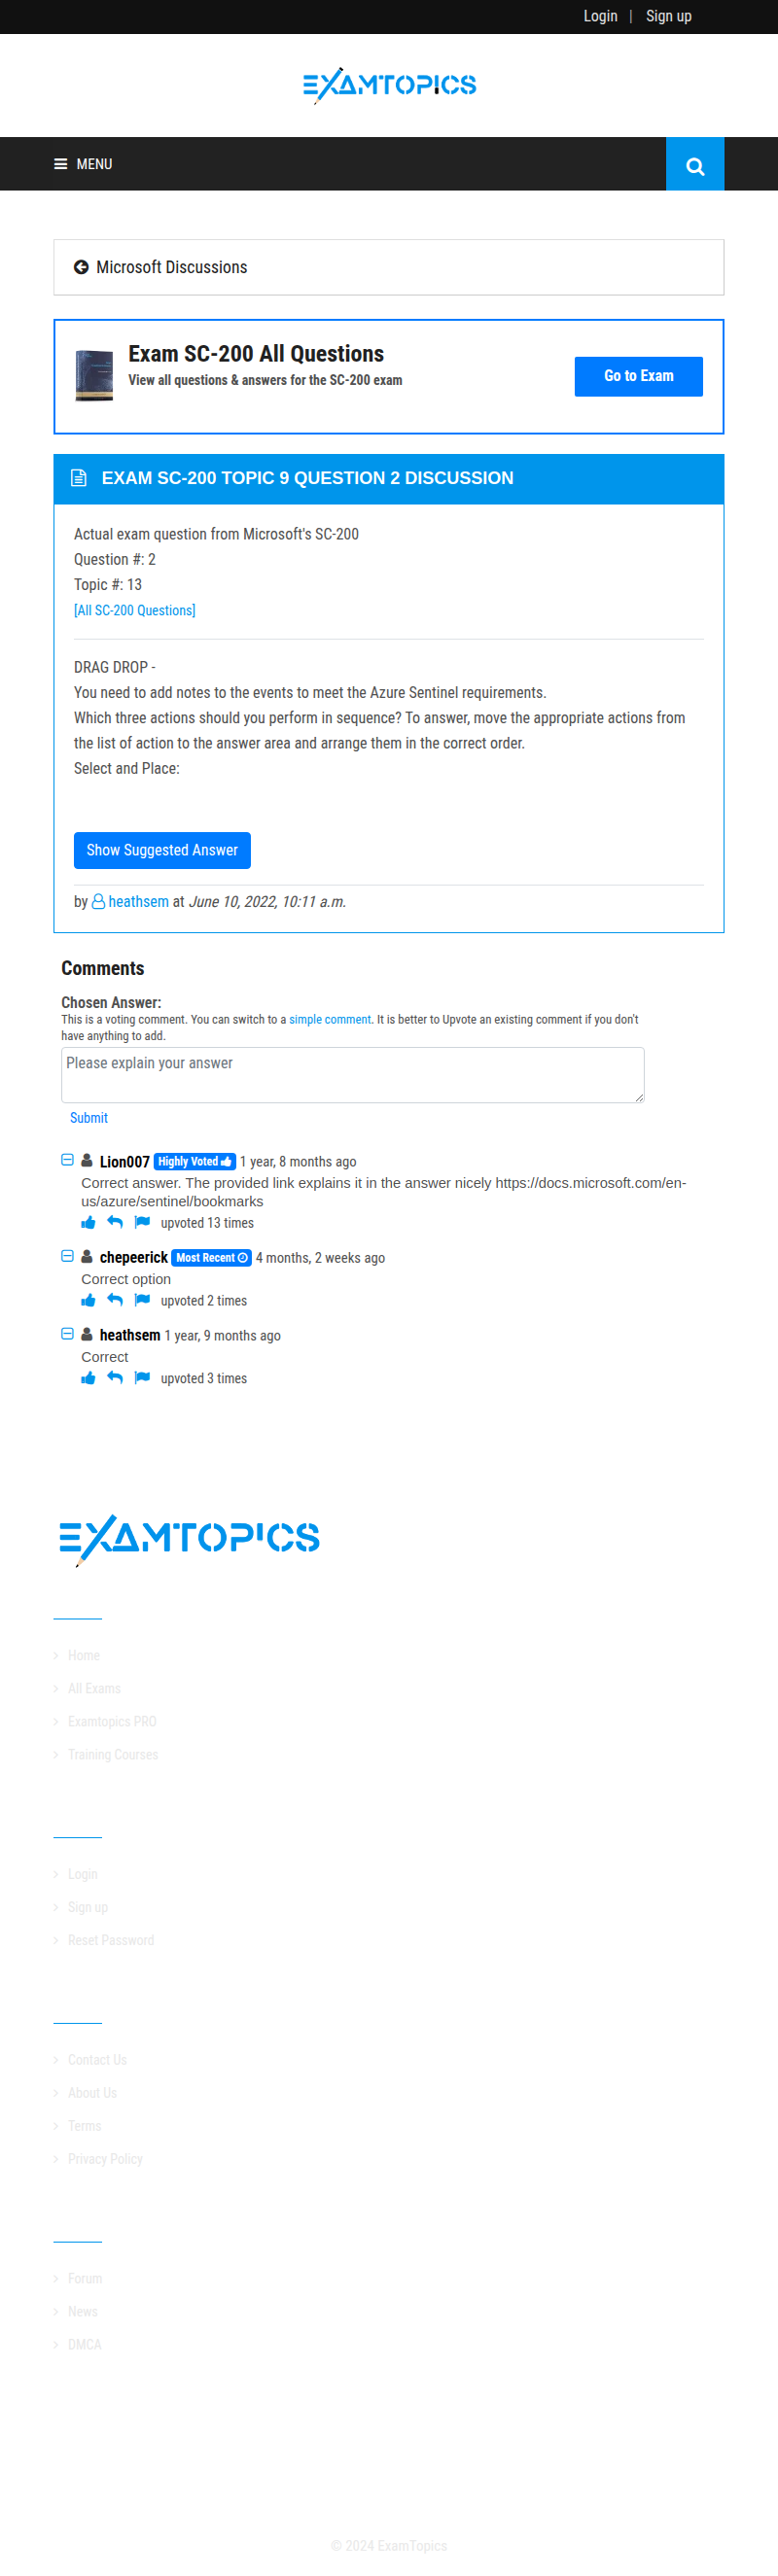 Login | Sign up
EXAMTOPICS
MENU
Microsoft Discussions
Exam SC-200 All Questions
View all questions & answers for the SC-200 exam
Go to Exam
EXAM SC-200 TOPIC 9 QUESTION 2 DISCUSSION
Actual exam question from Microsoft's SC-200
Question #: 2
Topic #: 13
[All SC-200 Questions]
DRAG DROP -
You need to add notes to the events to meet the Azure Sentinel requirements.
Which three actions should you perform in sequence? To answer, move the appropriate actions from
the list of action to the answer area and arrange them in the correct order.
Select and Place:
Show Suggested Answer
by heathsem at June 10, 2022, 10:11 a.m.
Comments
Chosen Answer:
This is a voting comment. You can switch to a simple comment. It is better to Upvote an existing comment if you don't
have anything to add.
Please explain your answer
Submit
Lion007 Highly Voted 1 year, 8 months ago
Correct answer. The provided link explains it in the answer nicely https://docs.microsoft.com/en-
us/azure/sentinel/bookmarks
upvoted 13 times
chepeerick Most Recent 4 months, 2 weeks ago
Correct option
upvoted 2 times
heathsem 1 year, 9 months ago
Correct
upvoted 3 times
EXAMTOPICS
Home
All Exams
Examtopics PRO
Training Courses
Login
Sign up
Reset Password
Contact Us
About Us
Terms
Privacy Policy
Forum
News
DMCA
© 2024 ExamTopics